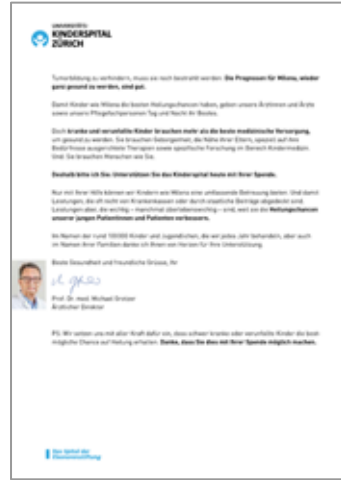 UNIVERSITÄTS-
KINDERSPITAL
ZÜRICH
Tumorbildung zu verhindern, muss sie noch bestrahlt werden. Die Prognosen für Milena, wieder
ganz gesund zu werden, sind gut.
Damit Kinder wie Milena die besten Heilungschancen haben, geben unsere Ärztinnen und Ärzte
sowie unsere Pflegefachpersonen Tag und Nacht ihr Bestes.
Doch kranke und verunfallte Kinder brauchen mehr als die beste medizinische Versorgung,
um gesund zu werden. Sie brauchen Geborgenheit, die Nähe ihrer Eltern, speziell auf ihre
Bedürfnisse ausgerichtete Therapien sowie spezifische Forschung im Bereich Kindermedizin.
Und: Sie brauchen Menschen wie Sie.
Deshalb bitte ich Sie: Unterstützen Sie das Kinderspital heute mit Ihrer Spende.
Nur mit Ihrer Hilfe können wir Kindern wie Milena eine umfassende Betreuung bieten. Und damit
Leistungen, die oft nicht von Krankenkassen oder durch staatliche Beiträge abgedeckt sind.
Leistungen aber, die wichtig – manchmal überlebenswichtig – sind, weil sie die Heilungschancen
unserer jungen Patientinnen und Patienten verbessern.
Im Namen der rund 100000 Kinder und Jugendlichen, die wir jedes Jahr behandeln, aber auch
im Namen ihrer Familien danke ich Ihnen von Herzen für Ihre Unterstützung.
Beste Gesundheit und freundliche Grüsse, Ihr
Prof. Dr. med. Michael Grotzer
Ärztlicher Direktor
PS: Wir setzen uns mit aller Kraft dafür ein, dass schwer kranke oder verunfallte Kinder die best-
mögliche Chance auf Heilung erhalten. Danke, dass Sie dies mit Ihrer Spende möglich machen.
Das Spital der
Eleonorenstiftung